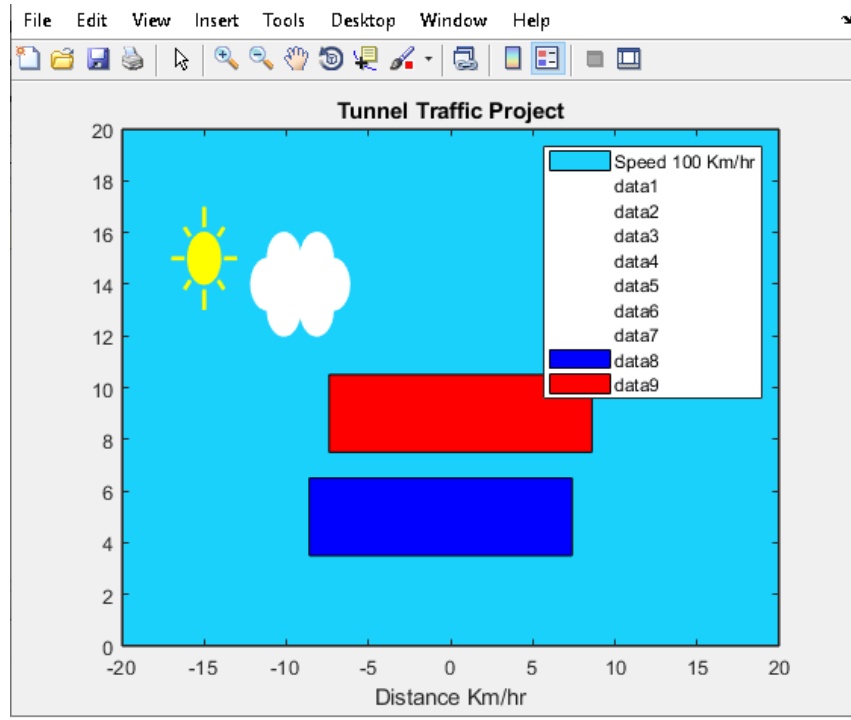 File Edit View Insert Tools Desktop Window Help
Tunnel Traffic Project
20
18
16
14
12
10
8
6
4
2
0
Speed 100 Km/hr
data1
data2
data3
data4
data5
data6
data7
data8
data9
-20 -15 -10 -5 0 5 10 15 20
Distance Km/hr